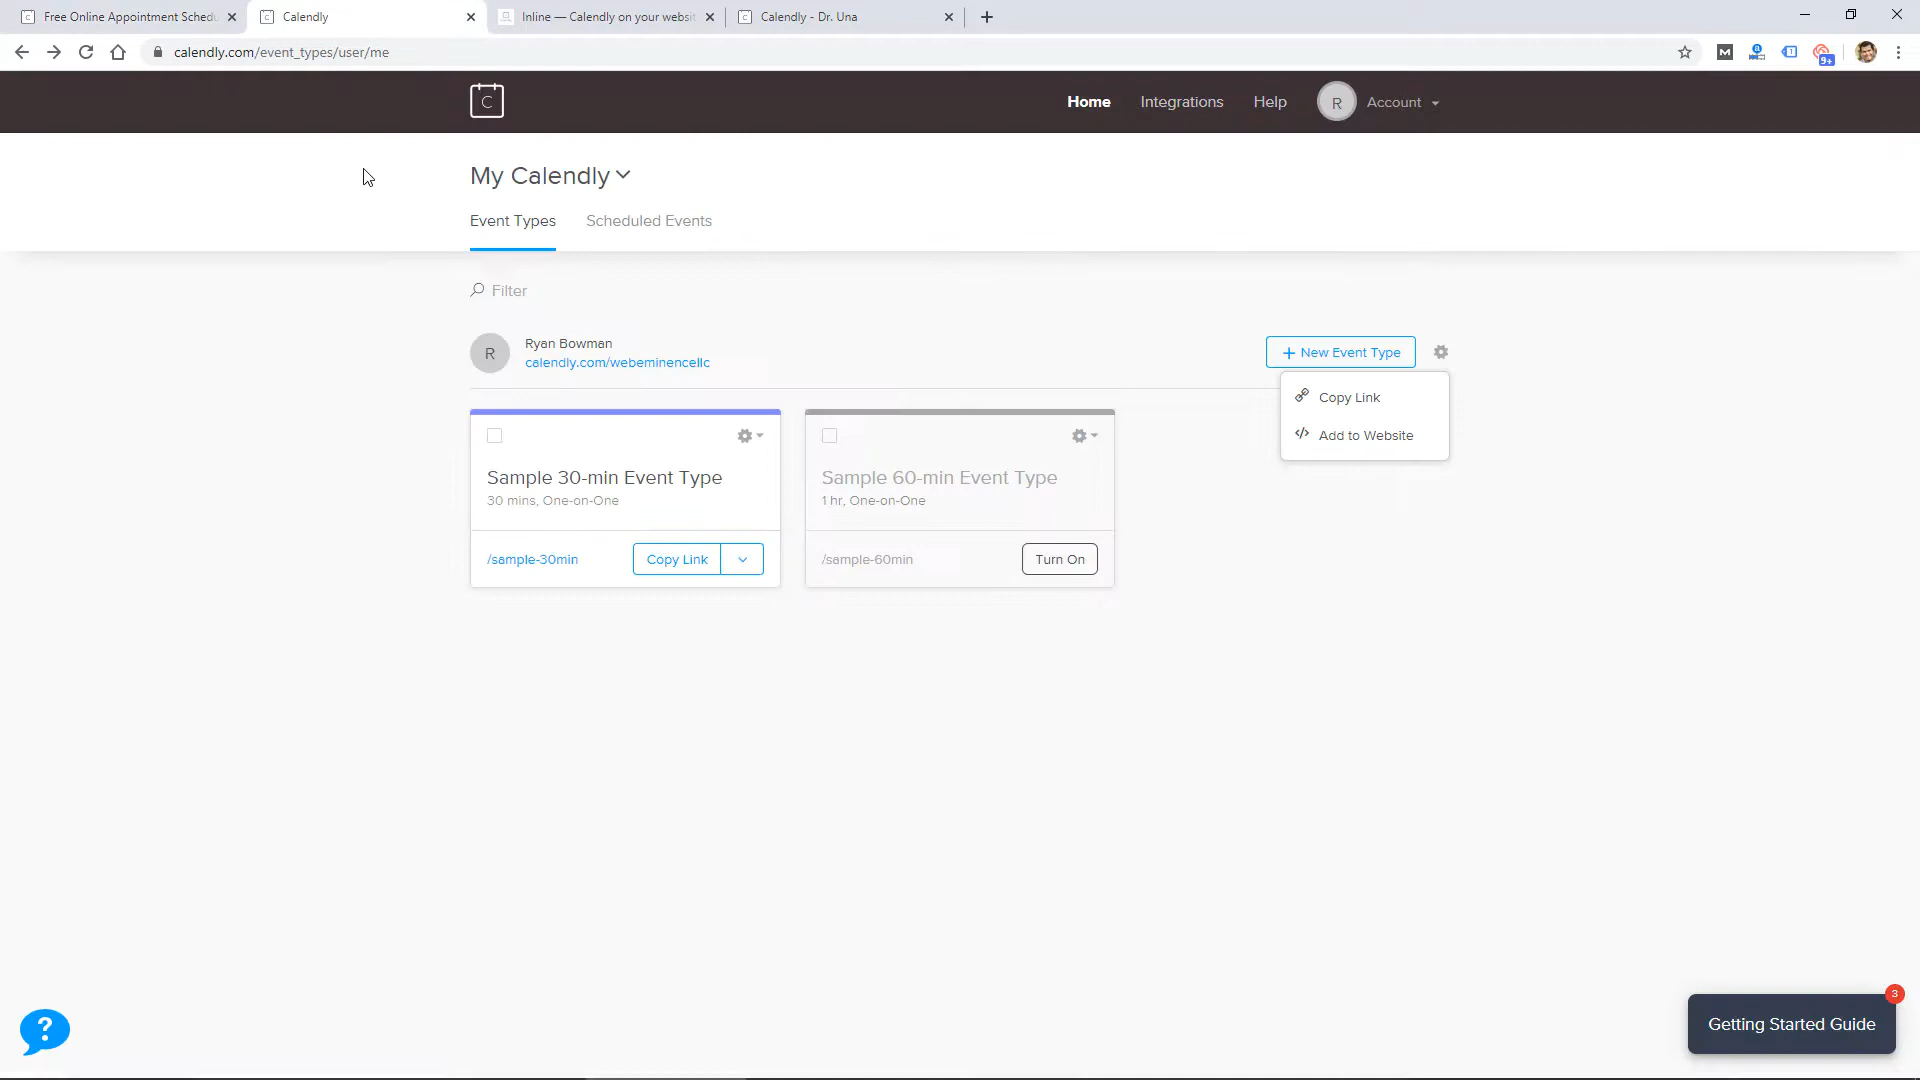 Free Online Appointment Schedu
Calendly
Inline — Calendly on your websit
Calendly - Dr. Una
calendly.com/event_types/user/me
M
9+
C
Home
Integrations
Help
R
Account
My Calendly
Event Types
Scheduled Events
Filter
R
Ryan Bowman
calendly.com/webeminencellc
+ New Event Type
Copy Link
</> Add to Website
Sample 30-min Event Type
30 mins, One-on-One
/sample-30min
Copy Link
Sample 60-min Event Type
1 hr, One-on-One
/sample-60min
Turn On
?
3
Getting Started Guide